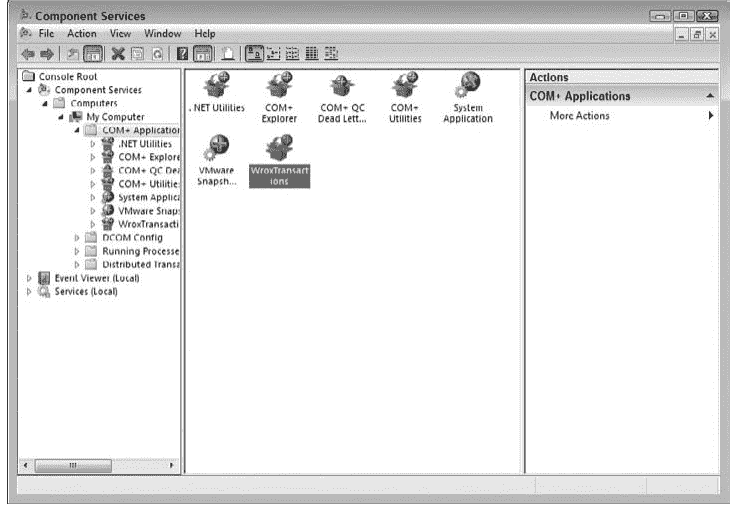 Component Services
File Action View Window Help
Console Root
Component Services
Computers
My Computer
COM+ Application
.NET Utilities
COM+ Explore
COM+ QC Dea
COM+ Utilitie
System Applica
VMware Snap
WroxTransacti
DCOM Config
Running Processe
Distributed Transa
Event Viewer (Local)
Services (Local)
.NET Utilities
COM+
Explorer
COM+ QC
Dead Lett...
COM+
Utilities
System
Application
VMware
Snapsh...
WroxTransact
ions
Actions
COM+ Applications
More Actions